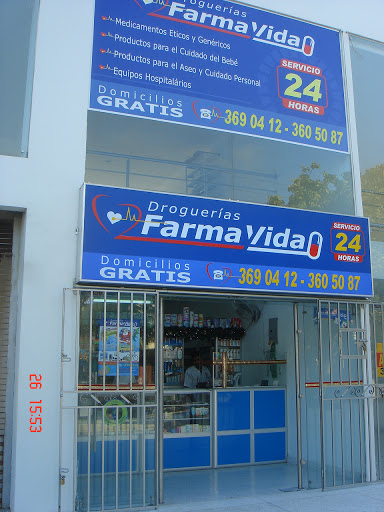 Droguerías
FarmaVida
Medicamentos Eticos y Genéricos
Productos para el Cuidado del Bebé
Productos para el Aseo y Cuidado Personal
Equipos Hospitalários
SERVICIO
24
HORAS
Domicilios
GRATIS
369 04 12 - 360 50 87
Droguerías
FarmaVida
SERVICIO
24
HORAS
Domicilios
GRATIS
369 04 12 - 360 50 87
26 15:53